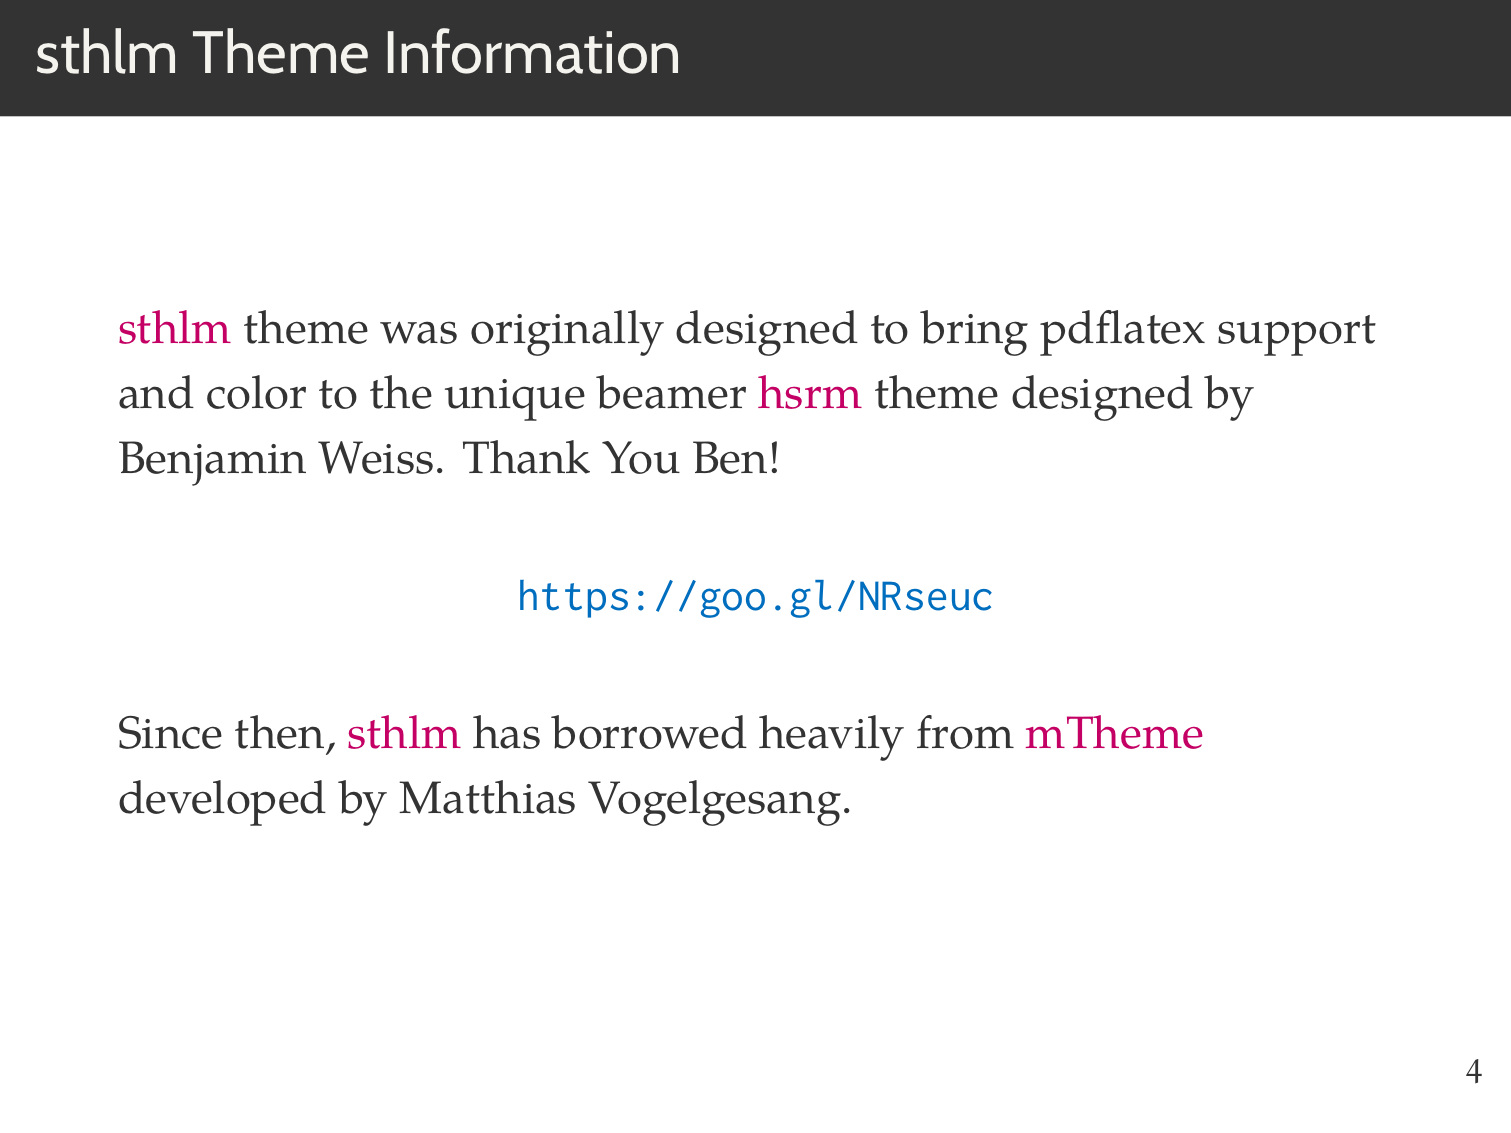 sthlm Theme Information
sthlm theme was originally designed to bring pdflatex support
and color to the unique beamer hsrm theme designed by
Benjamin Weiss. Thank You Ben!
https://goo.gl/NRseuc
Since then, sthlm has borrowed heavily from mTheme
developed by Matthias Vogelgesang.
4